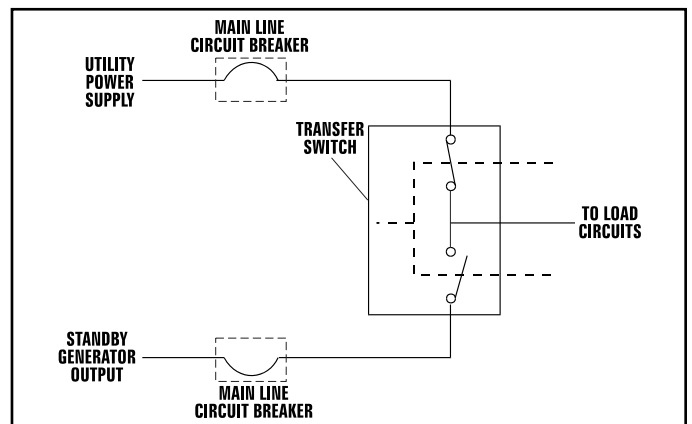 MAIN LINE
CIRCUIT BREAKER
UTILITY
POWER
SUPPLY
TRANSFER
SWITCH
TO LOAD
CIRCUITS
STANDBY
GENERATOR
OUTPUT
MAIN LINE
CIRCUIT BREAKER